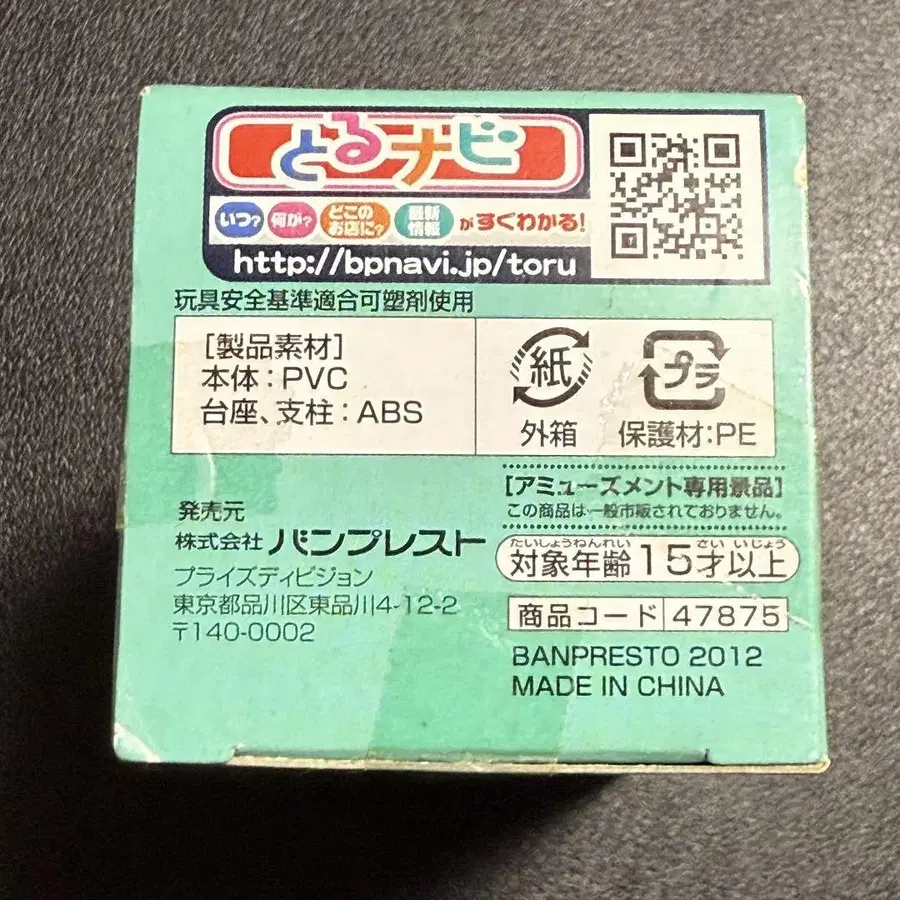 とるナビ
いつ? 何が? どこのお店に? 最新情報 がすぐわかる!
http://bpnavi.jp/toru
玩具安全基準適合可塑剤使用
[製品素材]
本体:PVC
台座、支柱:ABS
紙
外箱
プラ
保護材:PE
[アミューズメント専用景品]
この商品は一般市販されておりません。
たいしょうねんれい さい いじょう
対象年齢15才以上
商品コード 47875
BANPRESTO 2012
MADE IN CHINA
発売元
株式会社 バンプレスト
プライズディビジョン
東京都品川区東品川4-12-2
〒140-0002